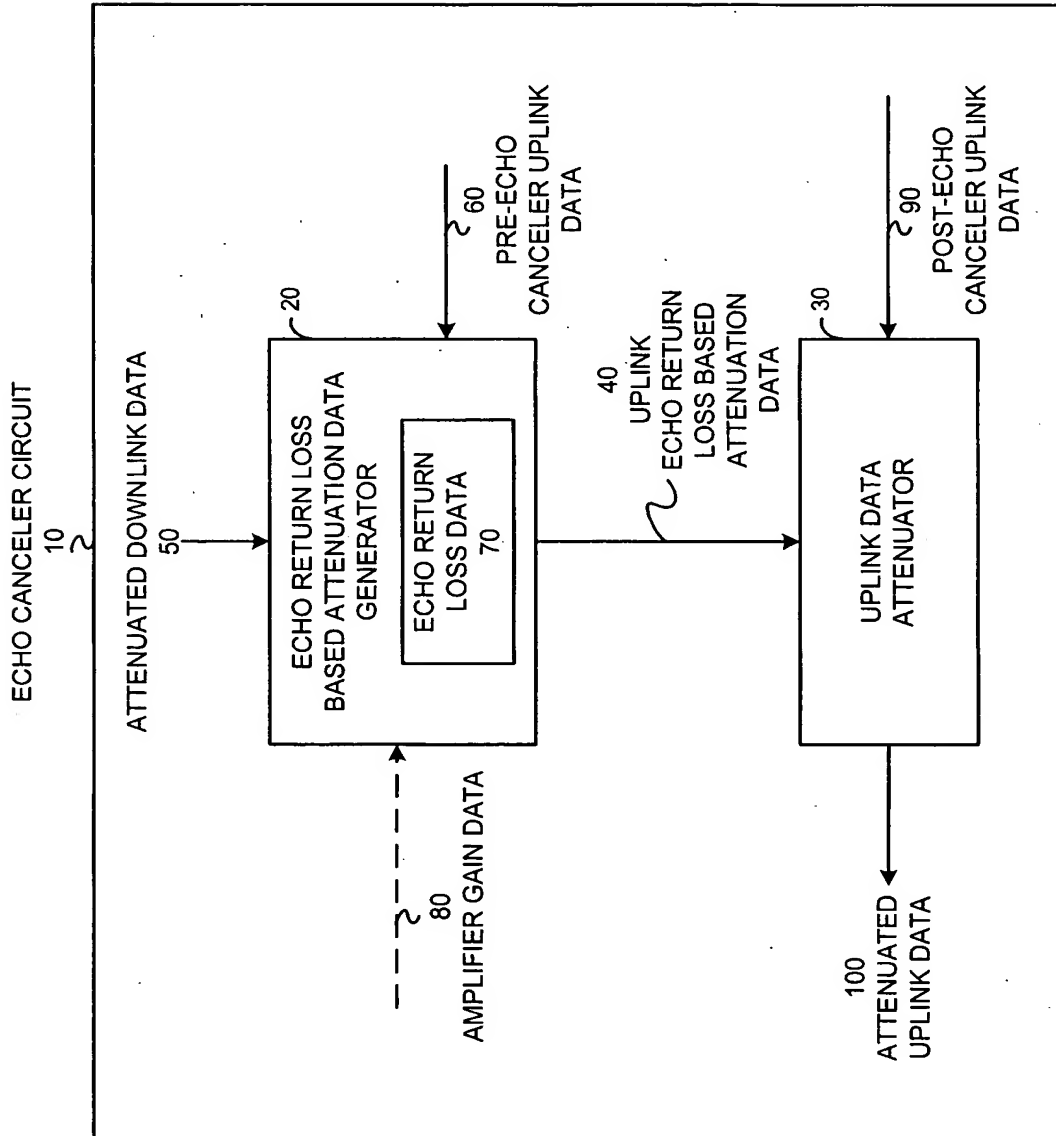 ECHO CANCELER CIRCUIT
10
ATTENUATED DOWNLINK DATA
50
20
ECHO RETURN LOSS
BASED ATTENUATION DATA
GENERATOR
ECHO RETURN
LOSS DATA
70
80
AMPLIFIER GAIN DATA
60
PRE-ECHO
CANCELER UPLINK
DATA
40
UPLINK
ECHO RETURN
LOSS BASED
ATTENUATION
DATA
30
UPLINK DATA
ATTENUATOR
90
POST-ECHO
CANCELER UPLINK
DATA
100
ATTENUATED
UPLINK DATA